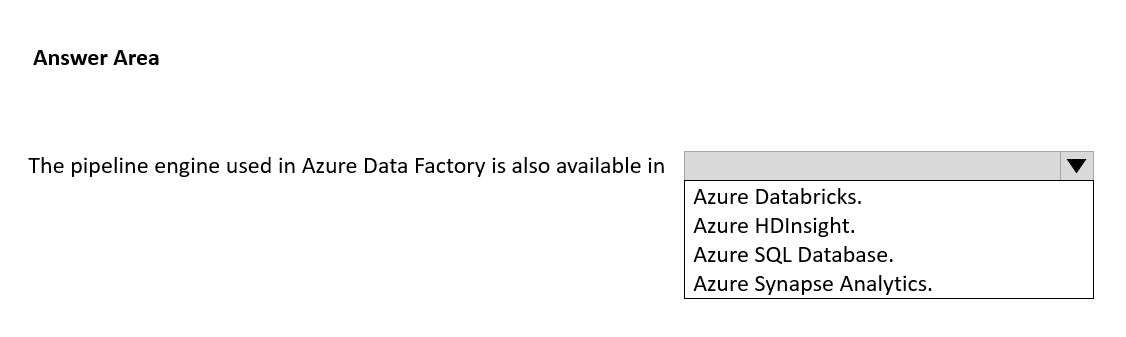 Answer Area
The pipeline engine used in Azure Data Factory is also available in
Azure Databricks.
Azure HDInsight.
Azure SQL Database.
Azure Synapse Analytics.